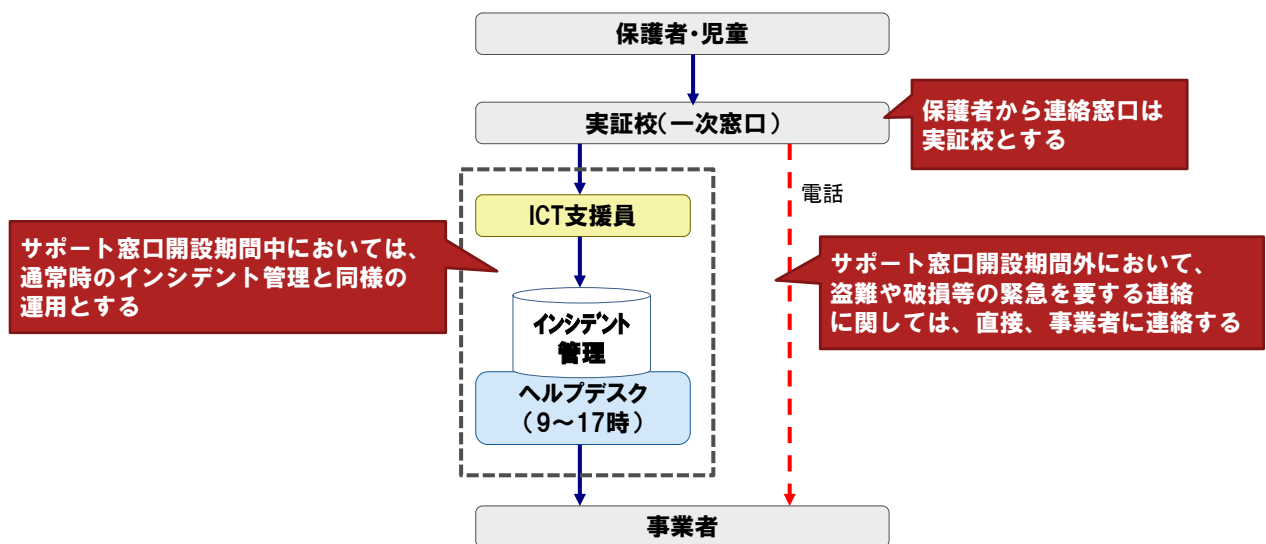 保護者・児童
実証校(一次窓口)
保護者から連絡窓口は
実証校とする
電話
ICT支援員
サポート窓口開設期間中においては、
通常時のインシデント管理と同様の
運用とする
サポート窓口開設期間外において、
盗難や破損等の緊急を要する連絡
に関しては、直接、事業者に連絡する
インシデント
管理
ヘルプデスク
(9～17時)
事業者